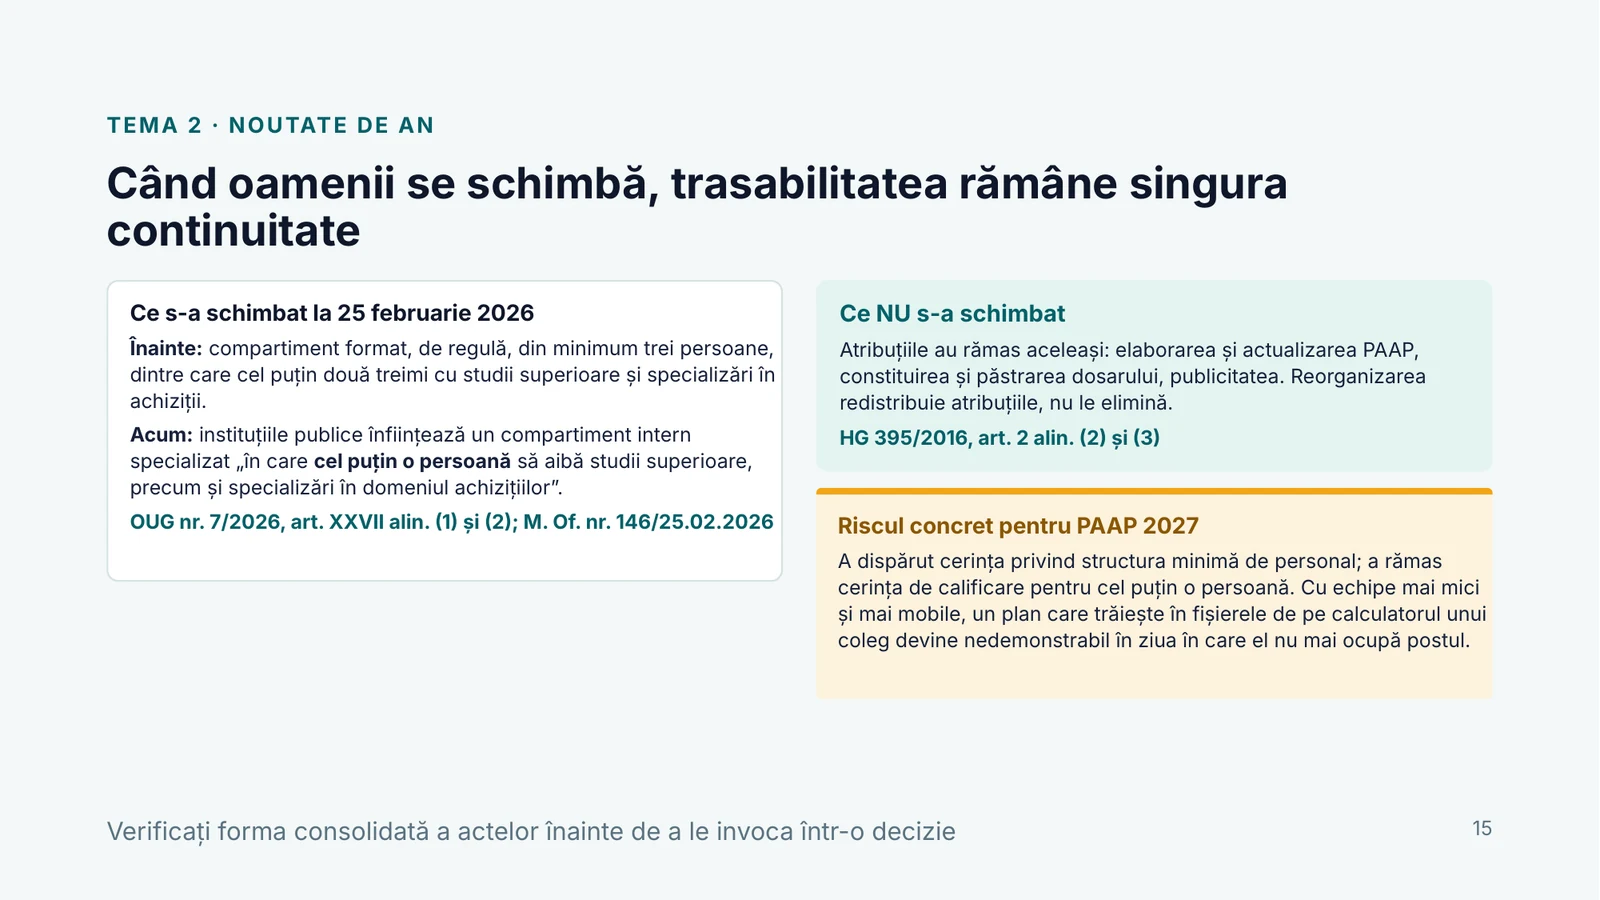 TEMA 2 · NOUTATE DE AN
Când oamenii se schimbă, trasabilitatea rămâne singura
continuitate
Ce s-a schimbat la 25 februarie 2026
Înainte: compartiment format, de regulă, din minimum trei persoane,
dintre care cel puțin două treimi cu studii superioare și specializări în
achiziții.
Acum: instituțiile publice înființează un compartiment intern
specializat „în care cel puțin o persoană să aibă studii superioare,
precum și specializări în domeniul achizițiilor”.
OUG nr. 7/2026, art. XXVII alin. (1) și (2); M. Of. nr. 146/25.02.2026
Ce NU s-a schimbat
Atribuțiile au rămas aceleași: elaborarea și actualizarea PAAP,
constituirea și păstrarea dosarului, publicitatea. Reorganizarea
redistribuie atribuțiile, nu le elimină.
HG 395/2016, art. 2 alin. (2) și (3)
Riscul concret pentru PAAP 2027
A dispărut cerința privind structura minimă de personal; a rămas
cerința de calificare pentru cel puțin o persoană. Cu echipe mai mici
și mai mobile, un plan care trăiește în fișierele de pe calculatorul unui
coleg devine nedemonstrabil în ziua în care el nu mai ocupă postul.
Verificați forma consolidată a actelor înainte de a le invoca într-o decizie
15